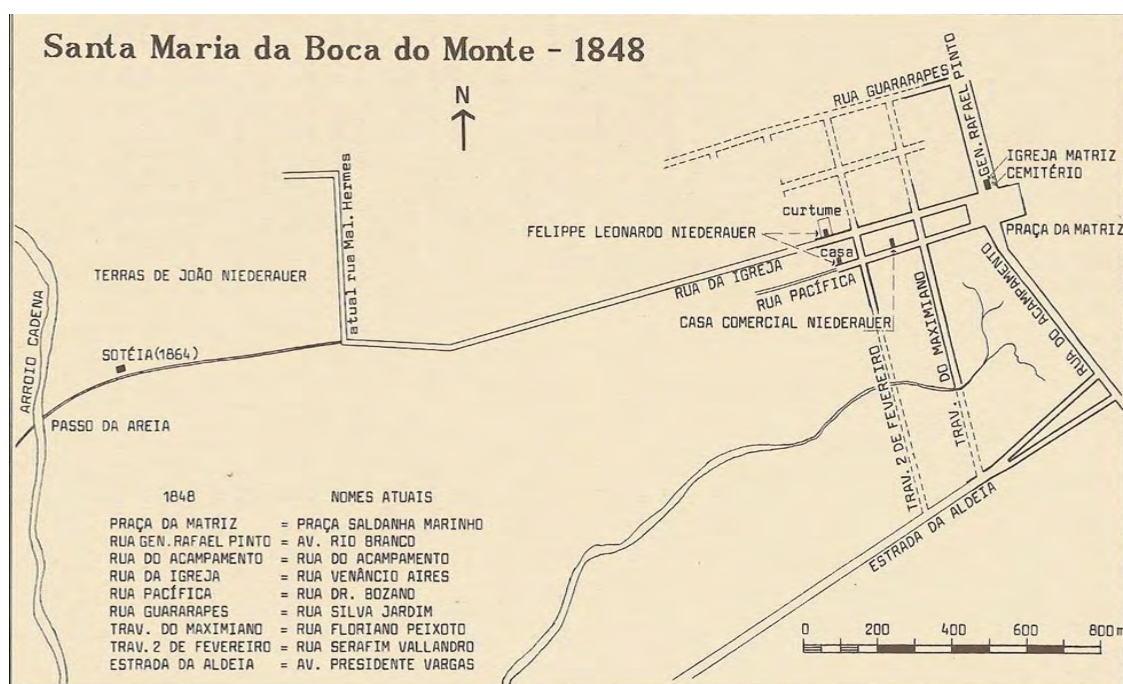 Santa Maria da Boca do Monte - 1848
N
RUA GUARARAPES
GEN. RAFAEL PINTO
IGREJA MATRIZ
CEMITÉRIO
atual rua Mal. Hermes
curtume
FELIPPE LEONARDO NIEDERAUER
PRAÇA DA MATRIZ
casa
TERRAS DE JOÃO NIEDERAUER
RUA DA IGREJA
RUA PACÍFICA
CASA COMERCIAL NIEDERAUER
RUA DO ACAMPAMENTO
TRAV. DO MAXIMIANO
TRAV. 2 DE FEVEREIRO
ARROIO CADENA
SOTÉIA(1864)
PASSO DA AREIA
ESTRADA DA ALDEIA
1848 NOMES ATUAIS
PRAÇA DA MATRIZ = PRAÇA SALDANHA MARINHO
RUA GEN. RAFAEL PINTO = AV. RIO BRANCO
RUA DO ACAMPAMENTO = RUA DO ACAMPAMENTO
RUA DA IGREJA = RUA VENÂNCIO AIRES
RUA PACÍFICA = RUA DR. BOZANO
RUA GUARARAPES = RUA SILVA JARDIM
TRAV. DO MAXIMIANO = RUA FLORIANO PEIXOTO
TRAV. 2 DE FEVEREIRO = RUA SERAFIM VALLANDRO
ESTRADA DA ALDEIA = AV. PRESIDENTE VARGAS
0 200 400 600 800 m